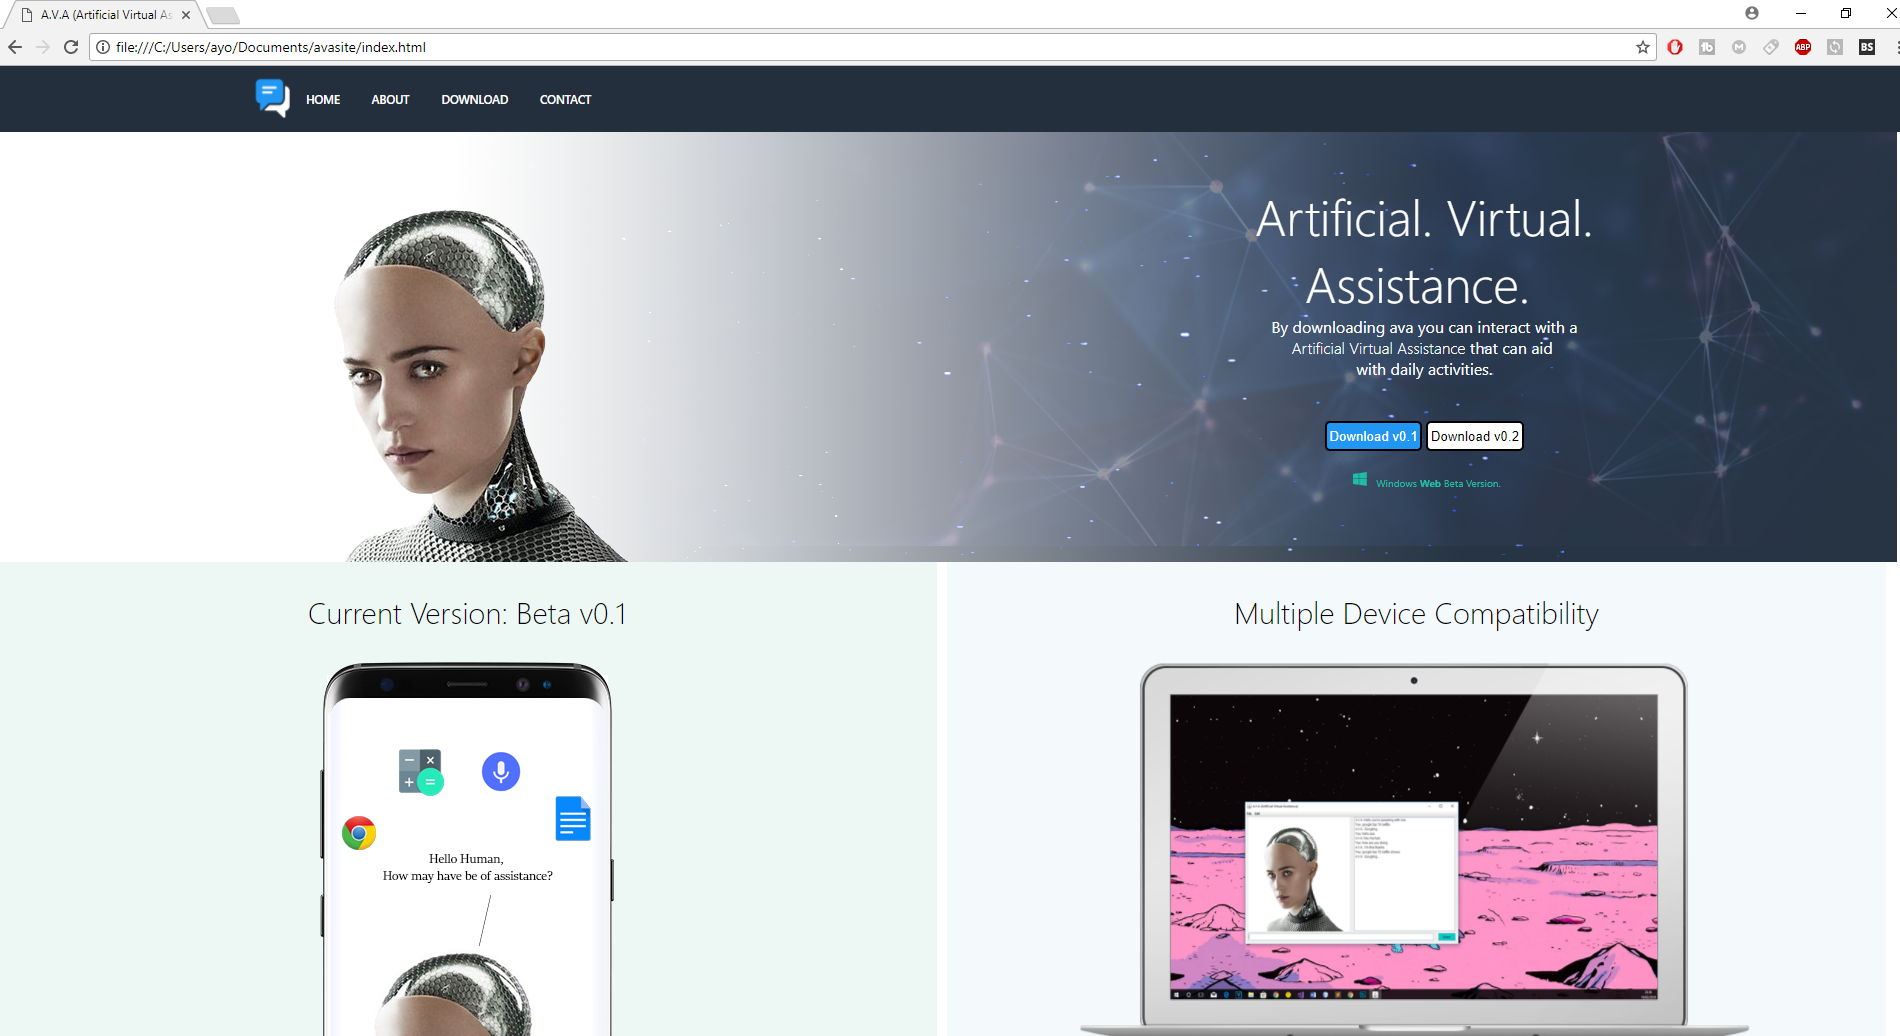 A.V.A (Artificial Virtual As
file:///C:/Users/ayo/Documents/avasite/index.html
ABP
BS
HOME ABOUT DOWNLOAD CONTACT
Artificial. Virtual.
Assistance.
By downloading ava you can interact with a
Artificial Virtual Assistance that can aid
with daily activities.
Download v0.1 Download v0.2
Windows Web Beta Version.
Current Version: Beta v0.1
Multiple Device Compatibility
Hello Human,
How may have be of assistance?